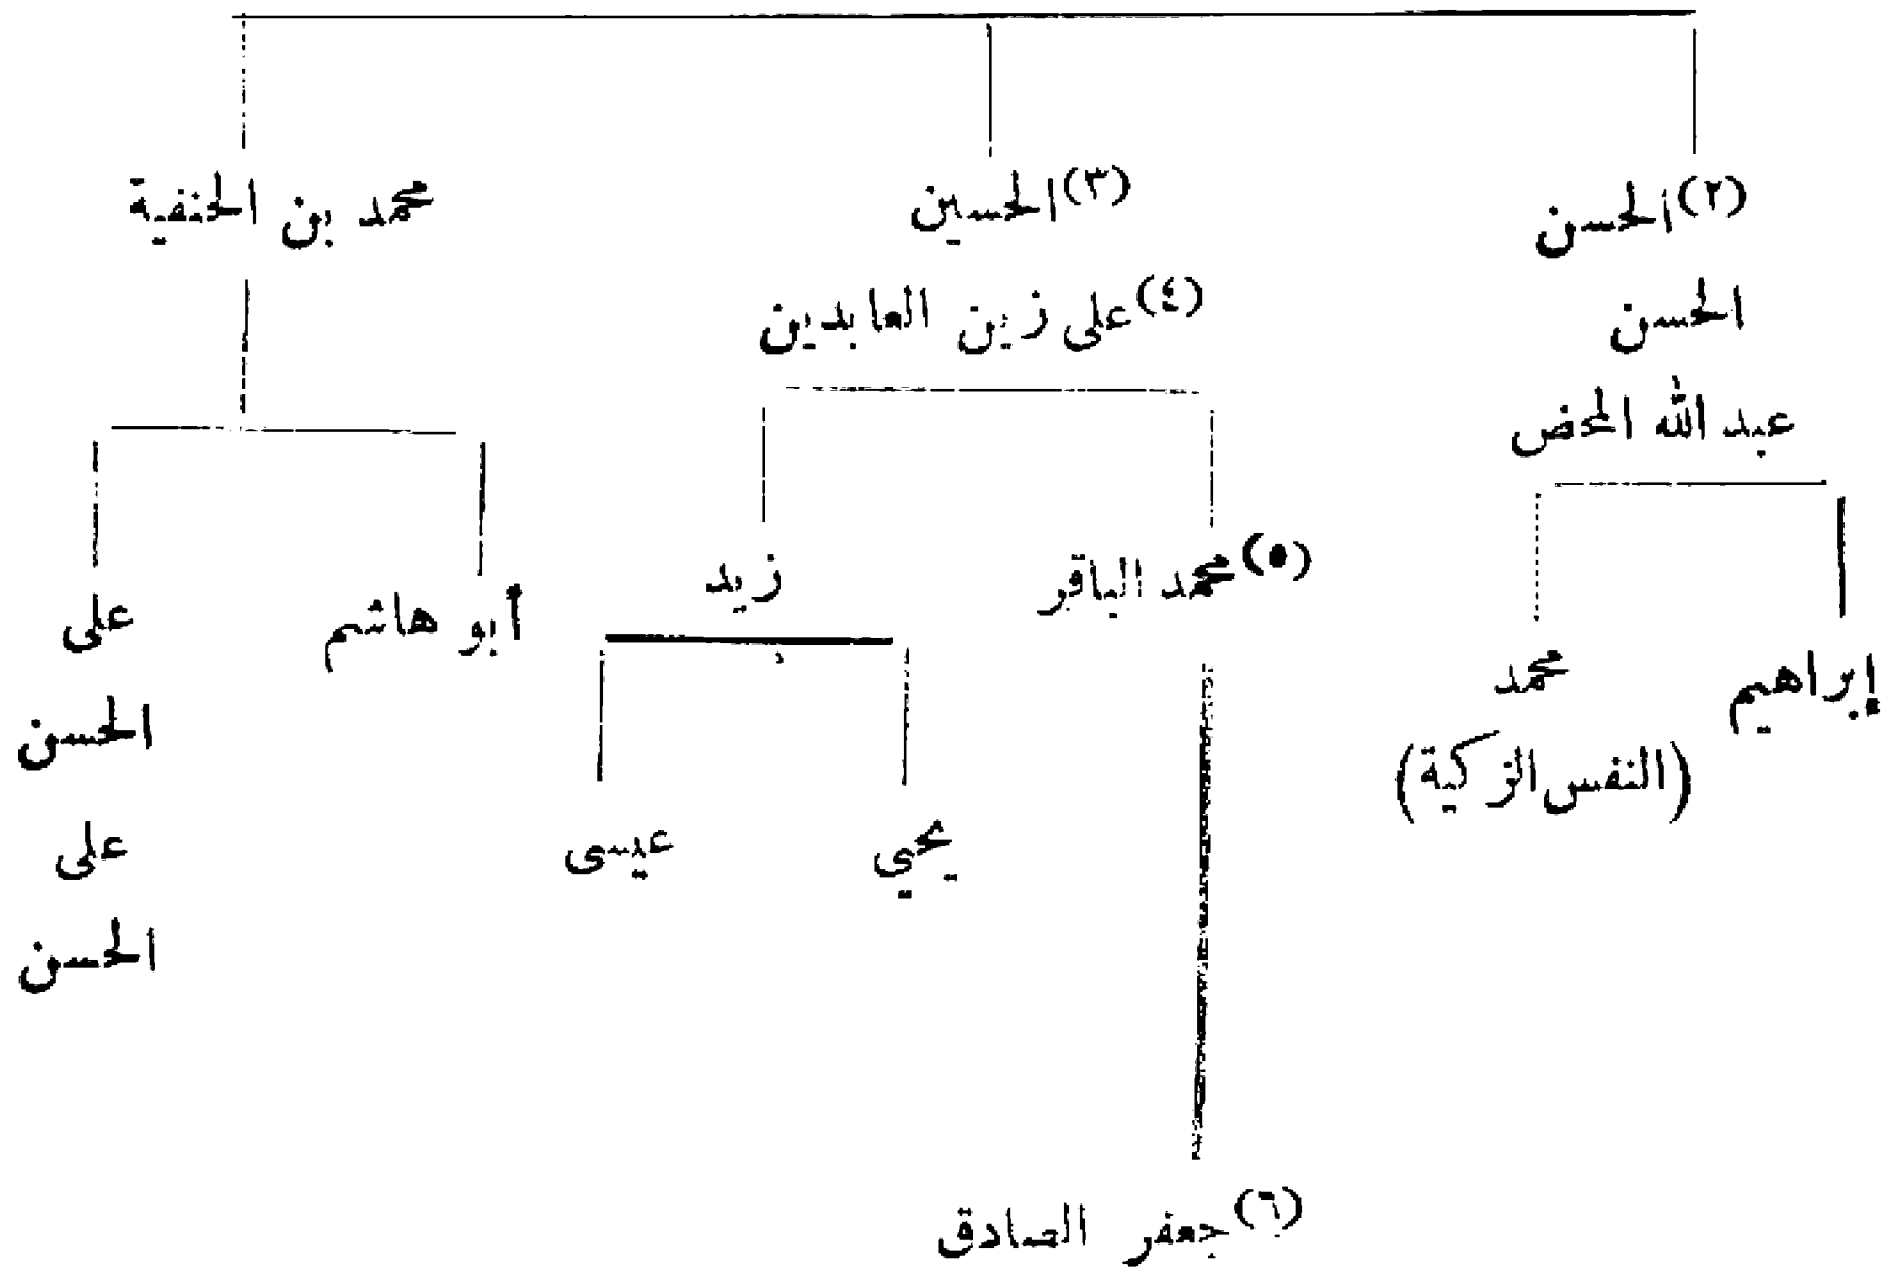 (٢) الحسن
(٣) الحسين
محمد بن الحنفية
الحسن
(٤) على زين العابدين
عبد الله المحض
(٥) محمد الباقر
زيد
أبو هاشم
على
إبراهيم
محمد
(النفس الزكية)
الحسن
يحيي
عيسى
على
الحسن
(٦) جعفر الصادق